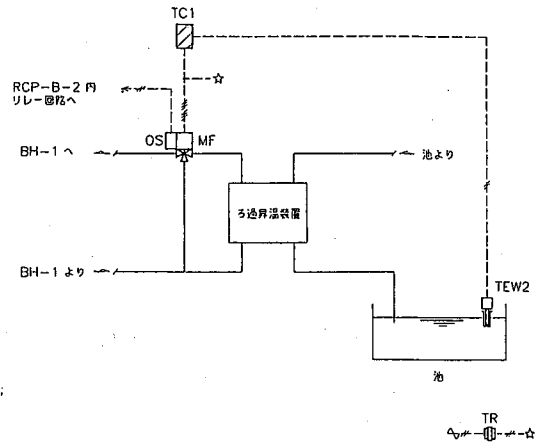 TC1
RCP-B-2 内
リレー回路へ
OS
MF
BH-1 へ
池より
ろ過昇温装置
BH-1 より
TEW2
池
TR